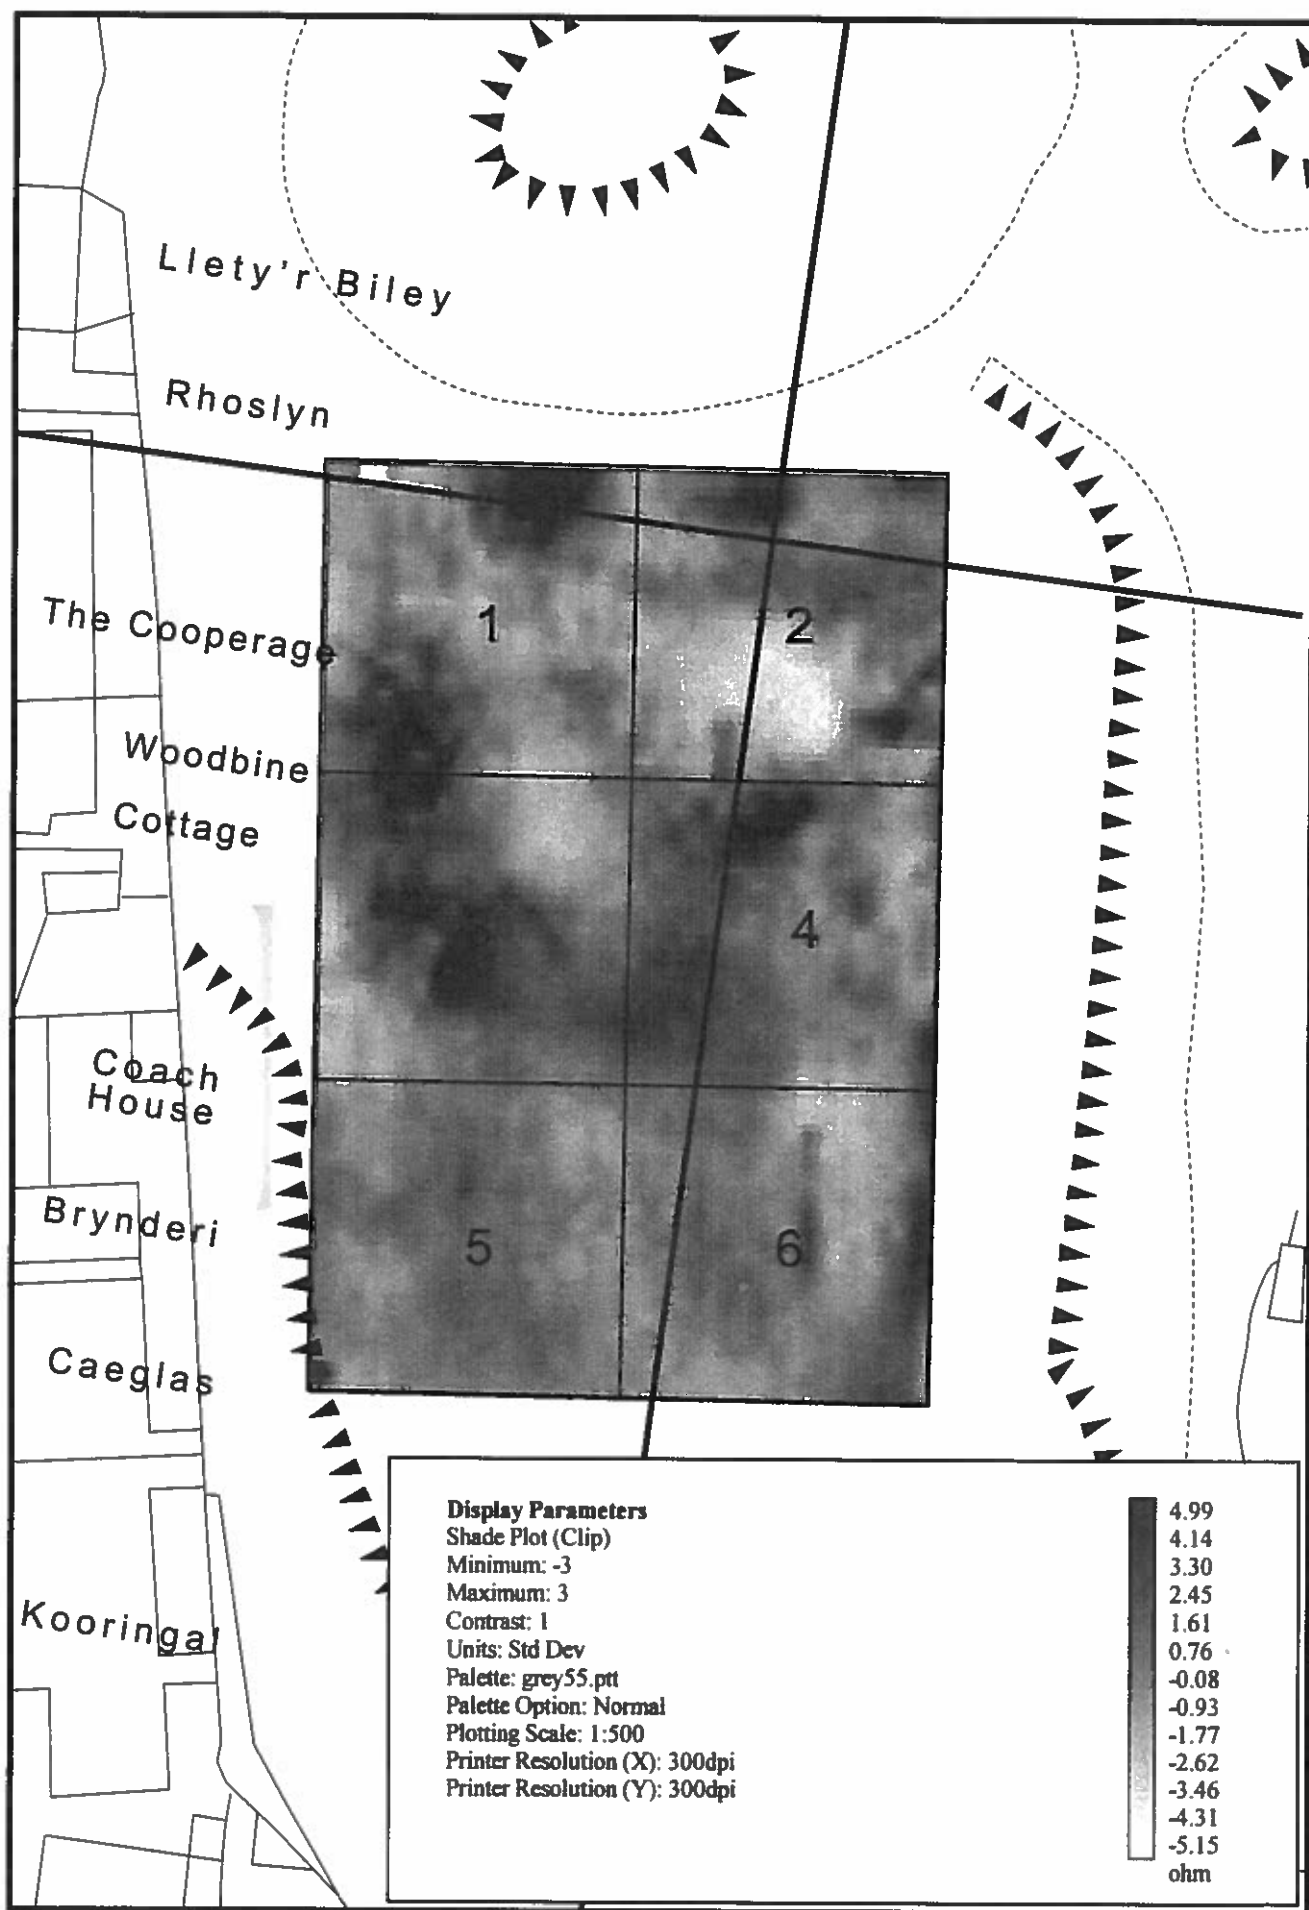 Llety'r Biley
Rhoslyn
1
2
The Cooperage
Woodbine
Cottage
4
Coach
House
Brynderi
5
6
Caeglas
Kooringal
Display Parameters
Shade Plot (Clip)
Minimum: -3
Maximum: 3
Contrast: 1
Units: Std Dev
Palette: grey55.ptt
Palette Option: Normal
Plotting Scale: 1:500
Printer Resolution (X): 300dpi
Printer Resolution (Y): 300dpi
4.99
4.14
3.30
2.45
1.61
0.76
-0.08
-0.93
-1.77
-2.62
-3.46
-4.31
-5.15
ohm